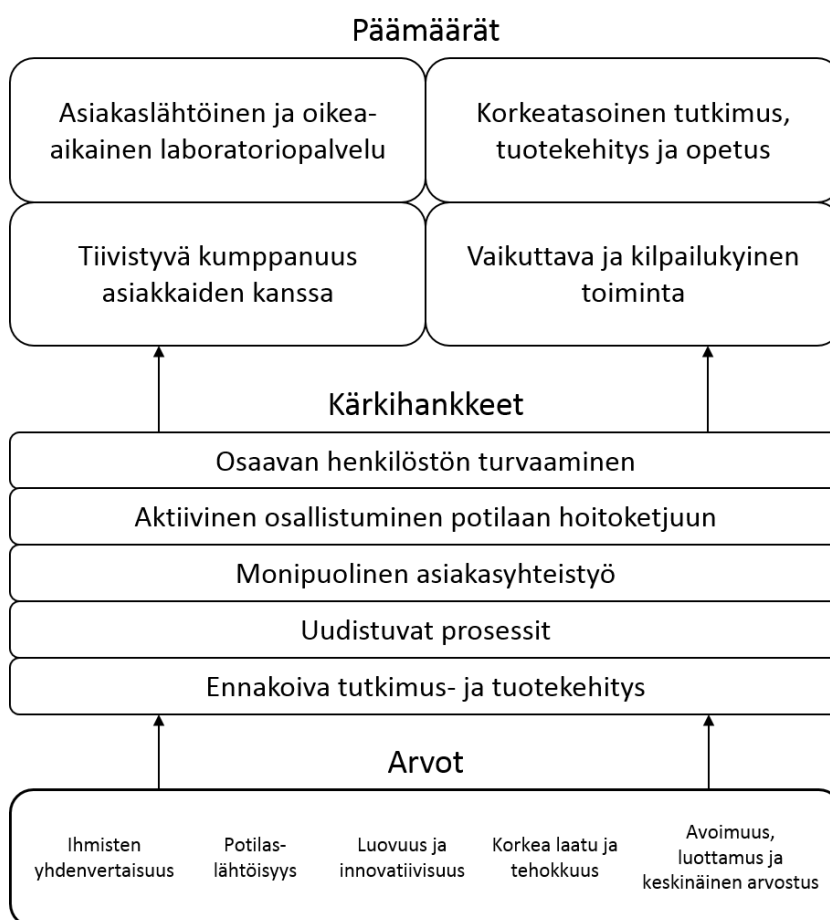 Päämäärät
Asiakaslähtöinen ja oikea-
aikainen laboratoriopalvelu
Korkeatasoinen tutkimus,
tuotekehitys ja opetus
Tiivistyvä kumppanuus
asiakkaiden kanssa
Vaikuttava ja kilpailukyinen
toiminta
Kärkihankkeet
Osaavan henkilöstön turvaaminen
Aktiivinen osallistuminen potilaan hoitoketjuun
Monipuolinen asiakasyhteistyö
Uudistuvat prosessit
Ennakoiva tutkimus- ja tuotekehitys
Arvot
Ihmisten
yhdenvertaisuus
Potilas-
lähtöisyys
Luovuus ja
innovatiivisuus
Korkea laatu ja
tehokkuus
Avoimuus,
luottamus ja
keskinäinen arvostus